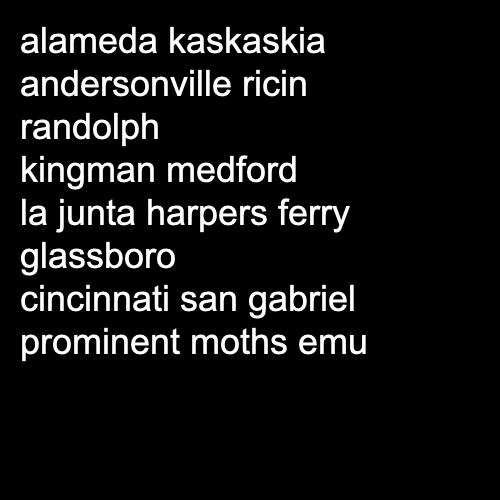 alameda kaskaskia
andersonville ricin
randolph
kingman medford
la junta harpers ferry
glassboro
cincinnati san gabriel
prominent moths emu